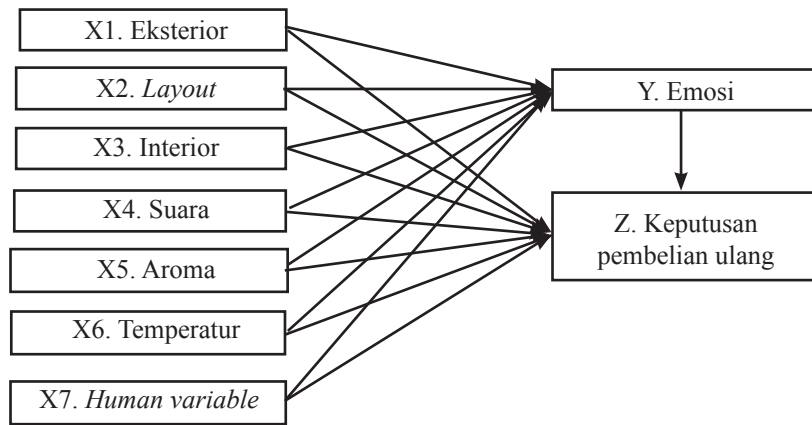 X1. Eksterior
X2. Layout
X3. Interior
X4. Suara
X5. Aroma
X6. Temperatur
X7. Human variable
Y. Emosi
Z. Keputusan
pembelian ulang